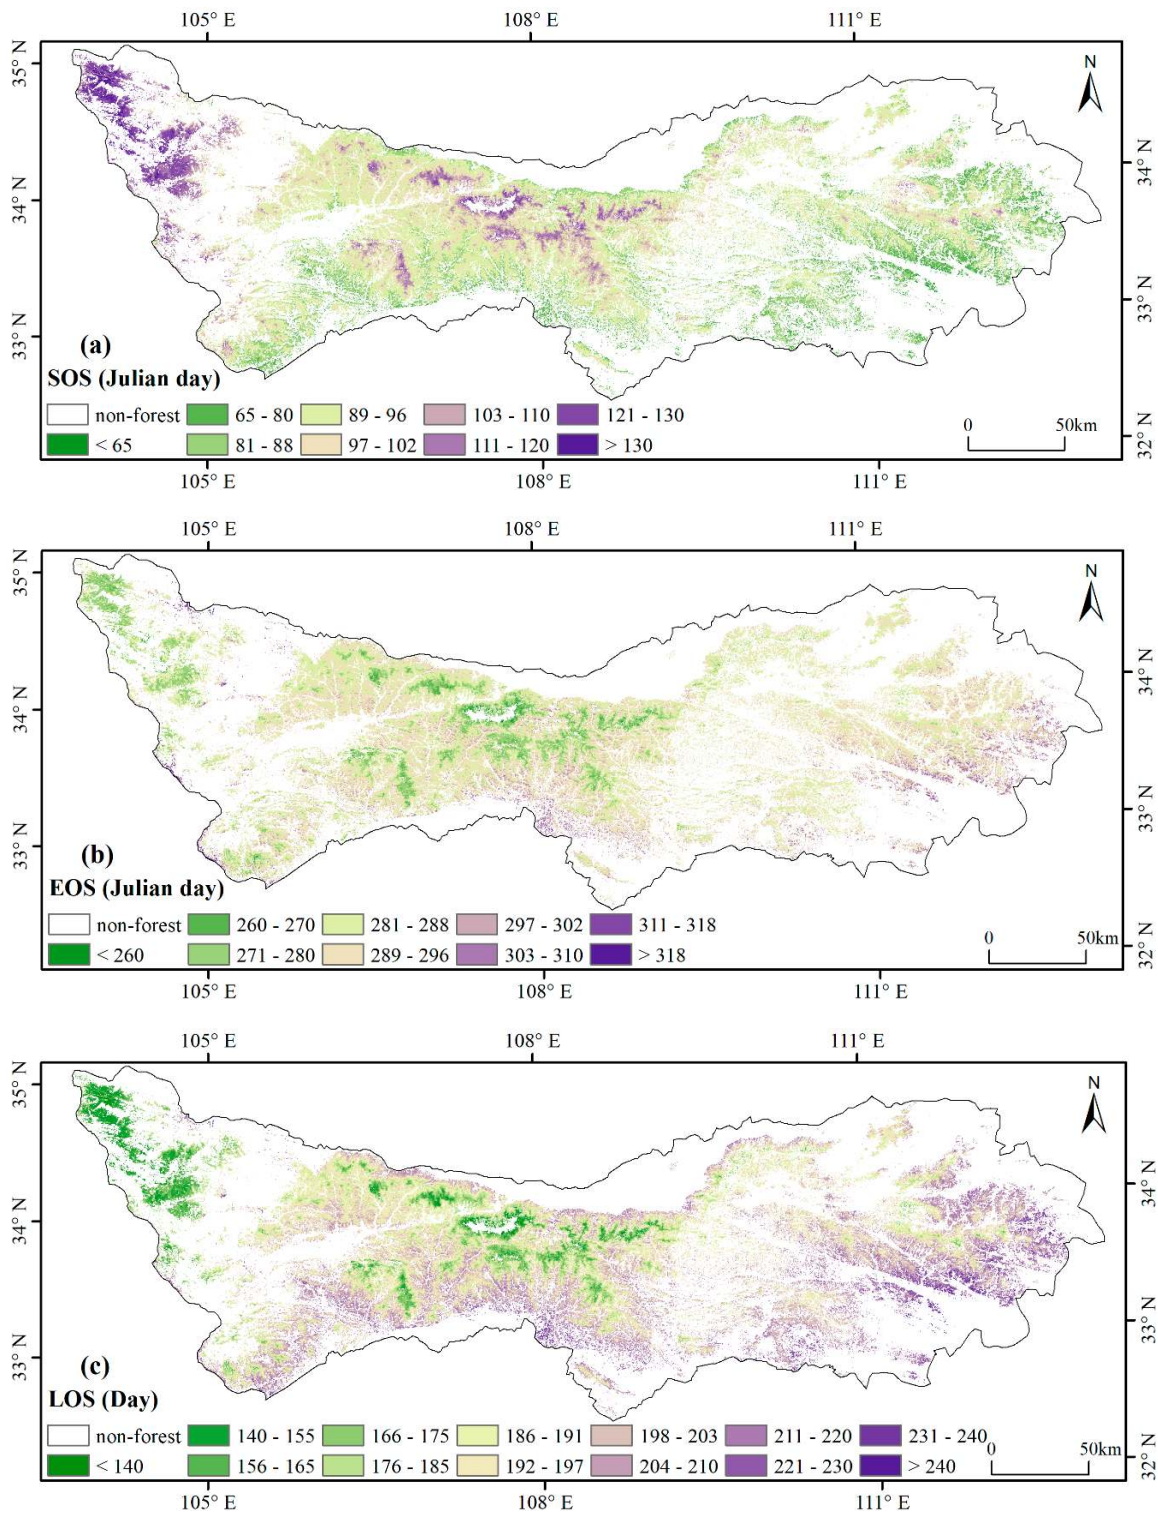 105° E 108° E 111° E
35° N
N
34° N
34° N
33° N
33° N
32° N
(a)
SOS (Julian day)
non-forest 65 - 80 89 - 96 103 - 110 121 - 130
< 65 81 - 88 97 - 102 111 - 120 > 130
0 50km
105° E 108° E 111° E
105° E 108° E 111° E
35° N
N
34° N
34° N
33° N
33° N
32° N
(b)
EOS (Julian day)
non-forest 260 - 270 281 - 288 297 - 302 311 - 318
< 260 271 - 280 289 - 296 303 - 310 > 318
0 50km
105° E 108° E 111° E
105° E 108° E 111° E
35° N
N
34° N
34° N
33° N
33° N
32° N
(c)
LOS (Day)
non-forest 140 - 155 166 - 175 186 - 191 198 - 203 211 - 220 231 - 240
< 140 156 - 165 176 - 185 192 - 197 204 - 210 221 - 230 > 240
0 50km
105° E 108° E 111° E